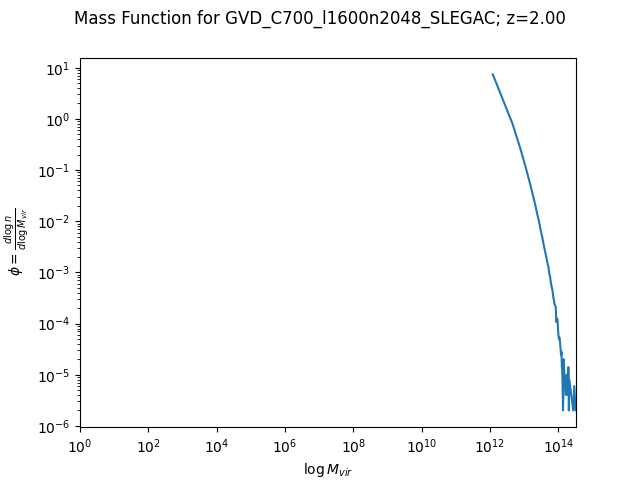 Mass Function for GVD_C700_l1600n2048_SLEGAC; z=2.00
10¹
10⁰
10⁻¹
10⁻²
10⁻³
10⁻⁴
10⁻⁵
10⁻⁶
ϕ = d log n / d log M_vir
10⁰ 10² 10⁴ 10⁶ 10⁸ 10¹⁰ 10¹² 10¹⁴
log M_vir